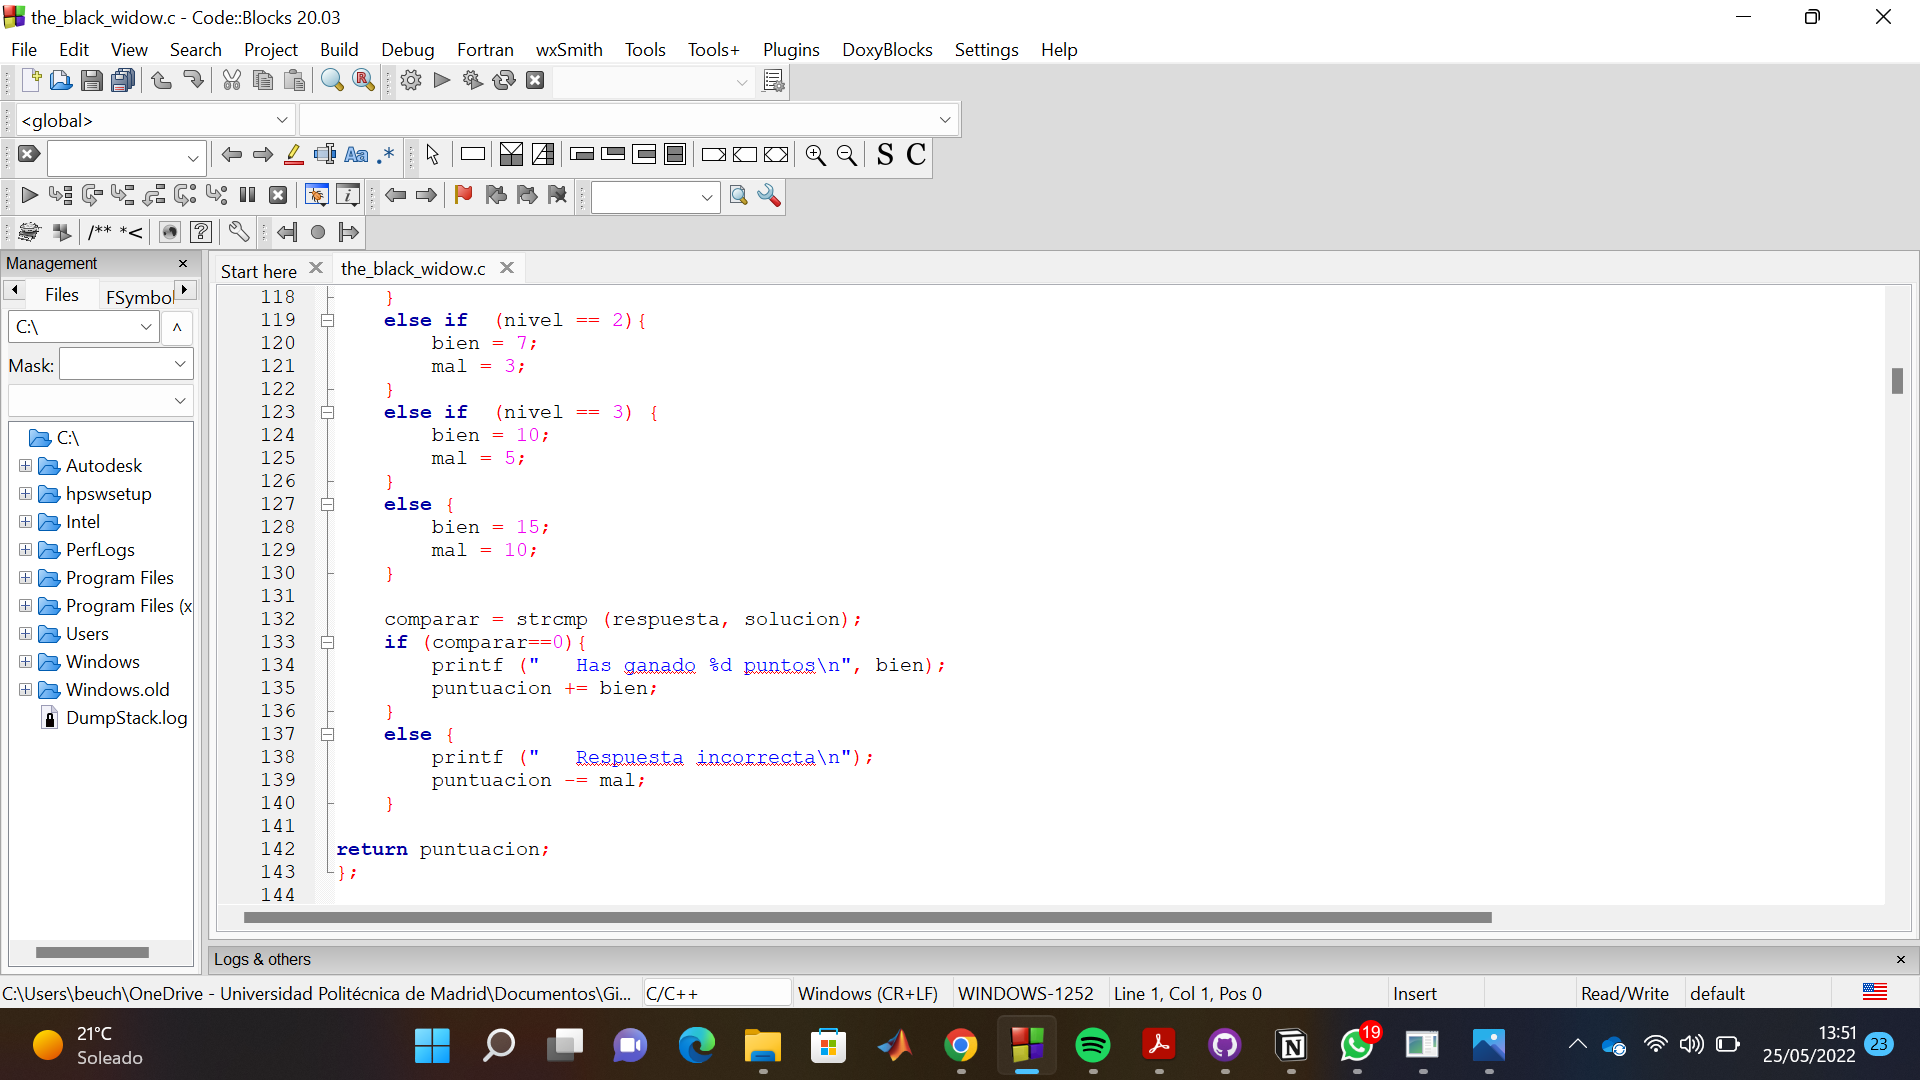 the_black_widow.c - Code::Blocks 20.03
File Edit View Search Project Build Debug Fortran wxSmith Tools Tools+ Plugins DoxyBlocks Settings Help
<global>
Aa .*
S C
/** *<
Management
Start here
the_black_widow.c
Files
FSymbol
C:\
Mask:
C:\
Autodesk
hpswsetup
Intel
PerfLogs
Program Files
Program Files (x
Users
Windows
Windows.old
DumpStack.log
118 }
119 else if  (nivel == 2){
120 bien = 7;
121 mal = 3;
122 }
123 else if  (nivel == 3) {
124 bien = 10;
125 mal = 5;
126 }
127 else {
128 bien = 15;
129 mal = 10;
130 }
131
132 comparar = strcmp (respuesta, solucion);
133 if (comparar==0){
134 printf ("   Has ganado %d puntos\n", bien);
135 puntuacion += bien;
136 }
137 else {
138 printf ("   Respuesta incorrecta\n");
139 puntuacion -= mal;
140 }
141
142 return puntuacion;
143 };
144
Logs & others
C:\Users\beuch\OneDrive - Universidad Politécnica de Madrid\Documentos\Gi... C/C++ Windows (CR+LF) WINDOWS-1252 Line 1, Col 1, Pos 0 Insert Read/Write default
21°C
Soleado
19
13:51
25/05/2022
23